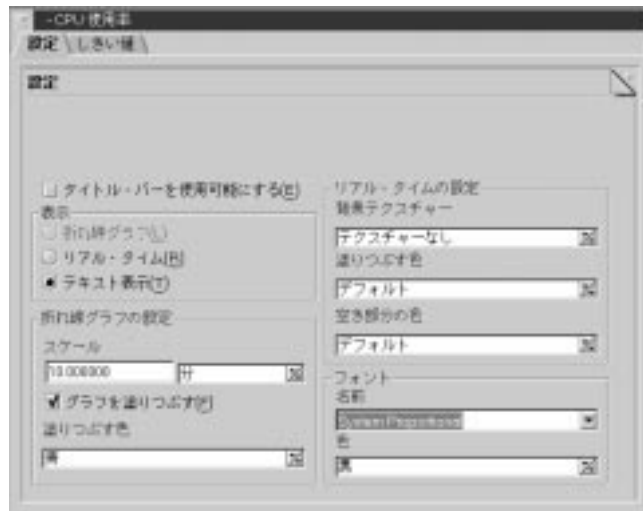 -CPU 使用率
設定 \ しきい値 \
設定
タイトル・バーを使用可能にする(E)
表示
折れ線グラフ(L)
リアル・タイム(R)
テキスト表示(T)
折れ線グラフの設定
スケール
10.000000 分
グラフを塗りつぶす(F)
塗りつぶす色
リアル・タイムの設定
背景テクスチャー
テクスチャーなし
塗りつぶす色
デフォルト
空き部分の色
デフォルト
フォント
名前
System Proportional
色
黒